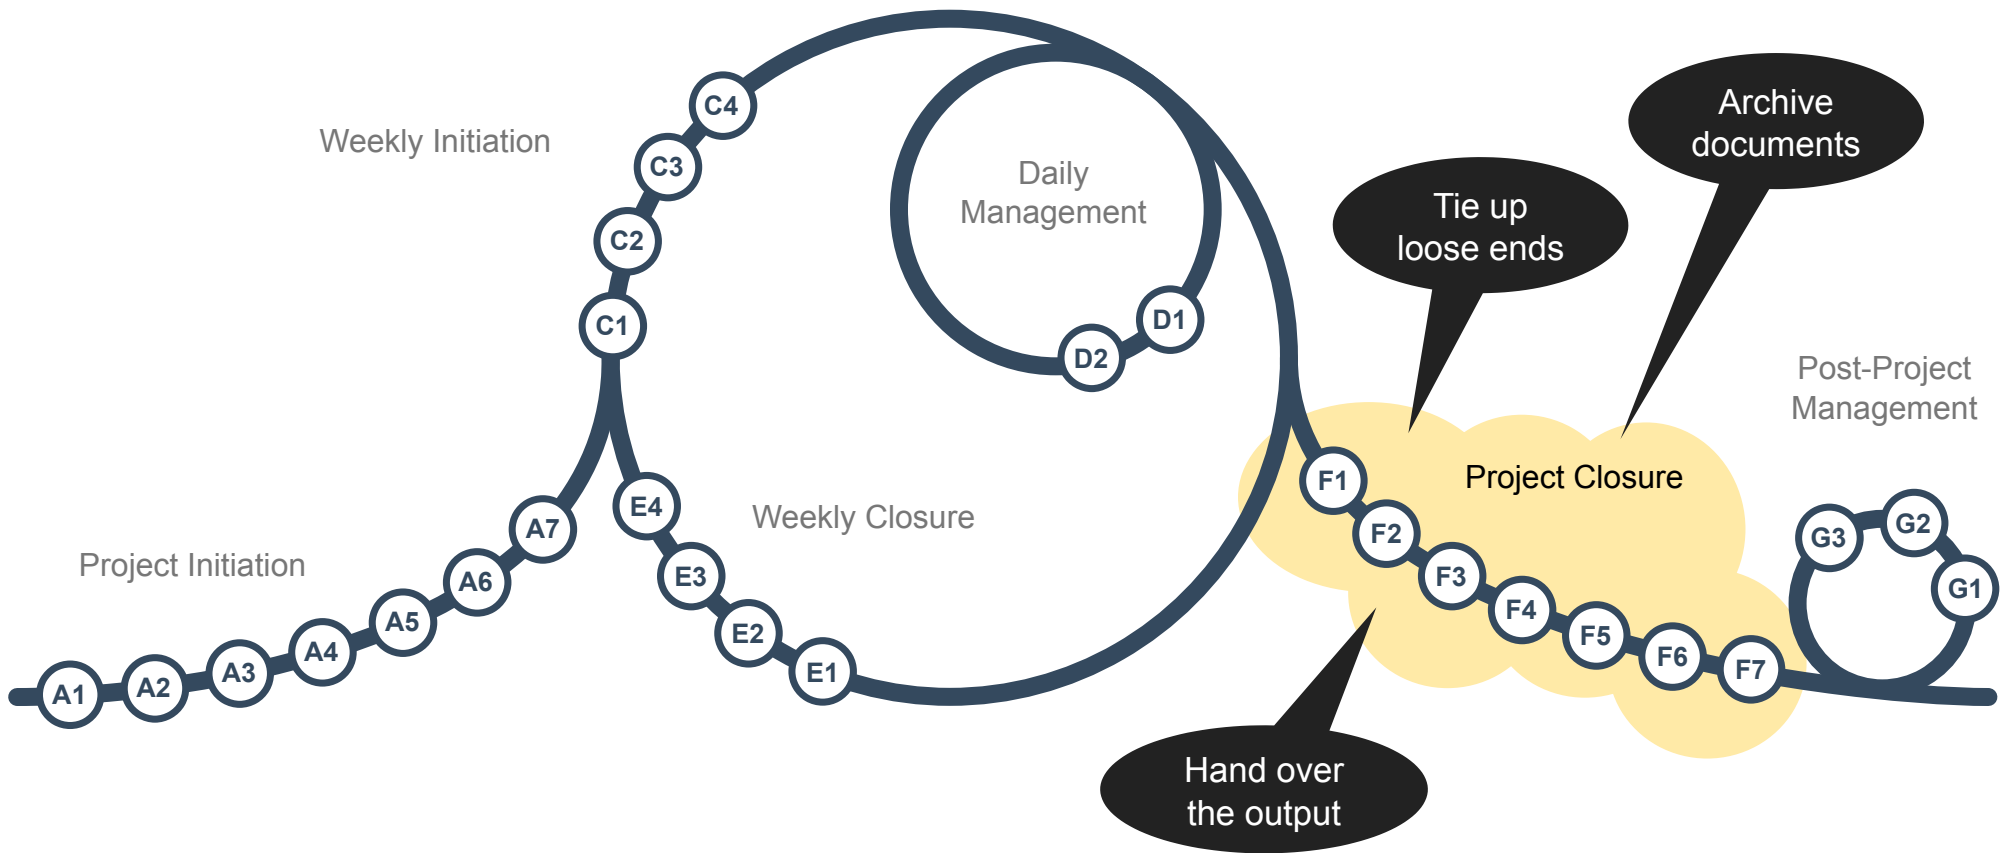 Project Initiation
A1
A2
A3
A4
A5
A6
A7
Weekly Initiation
C1
C2
C3
C4
Daily
Management
D1
D2
Weekly Closure
E1
E2
E3
E4
Tie up
loose ends
Archive
documents
Hand over
the output
Project Closure
F1
F2
F3
F4
F5
F6
F7
Post-Project
Management
G1
G2
G3